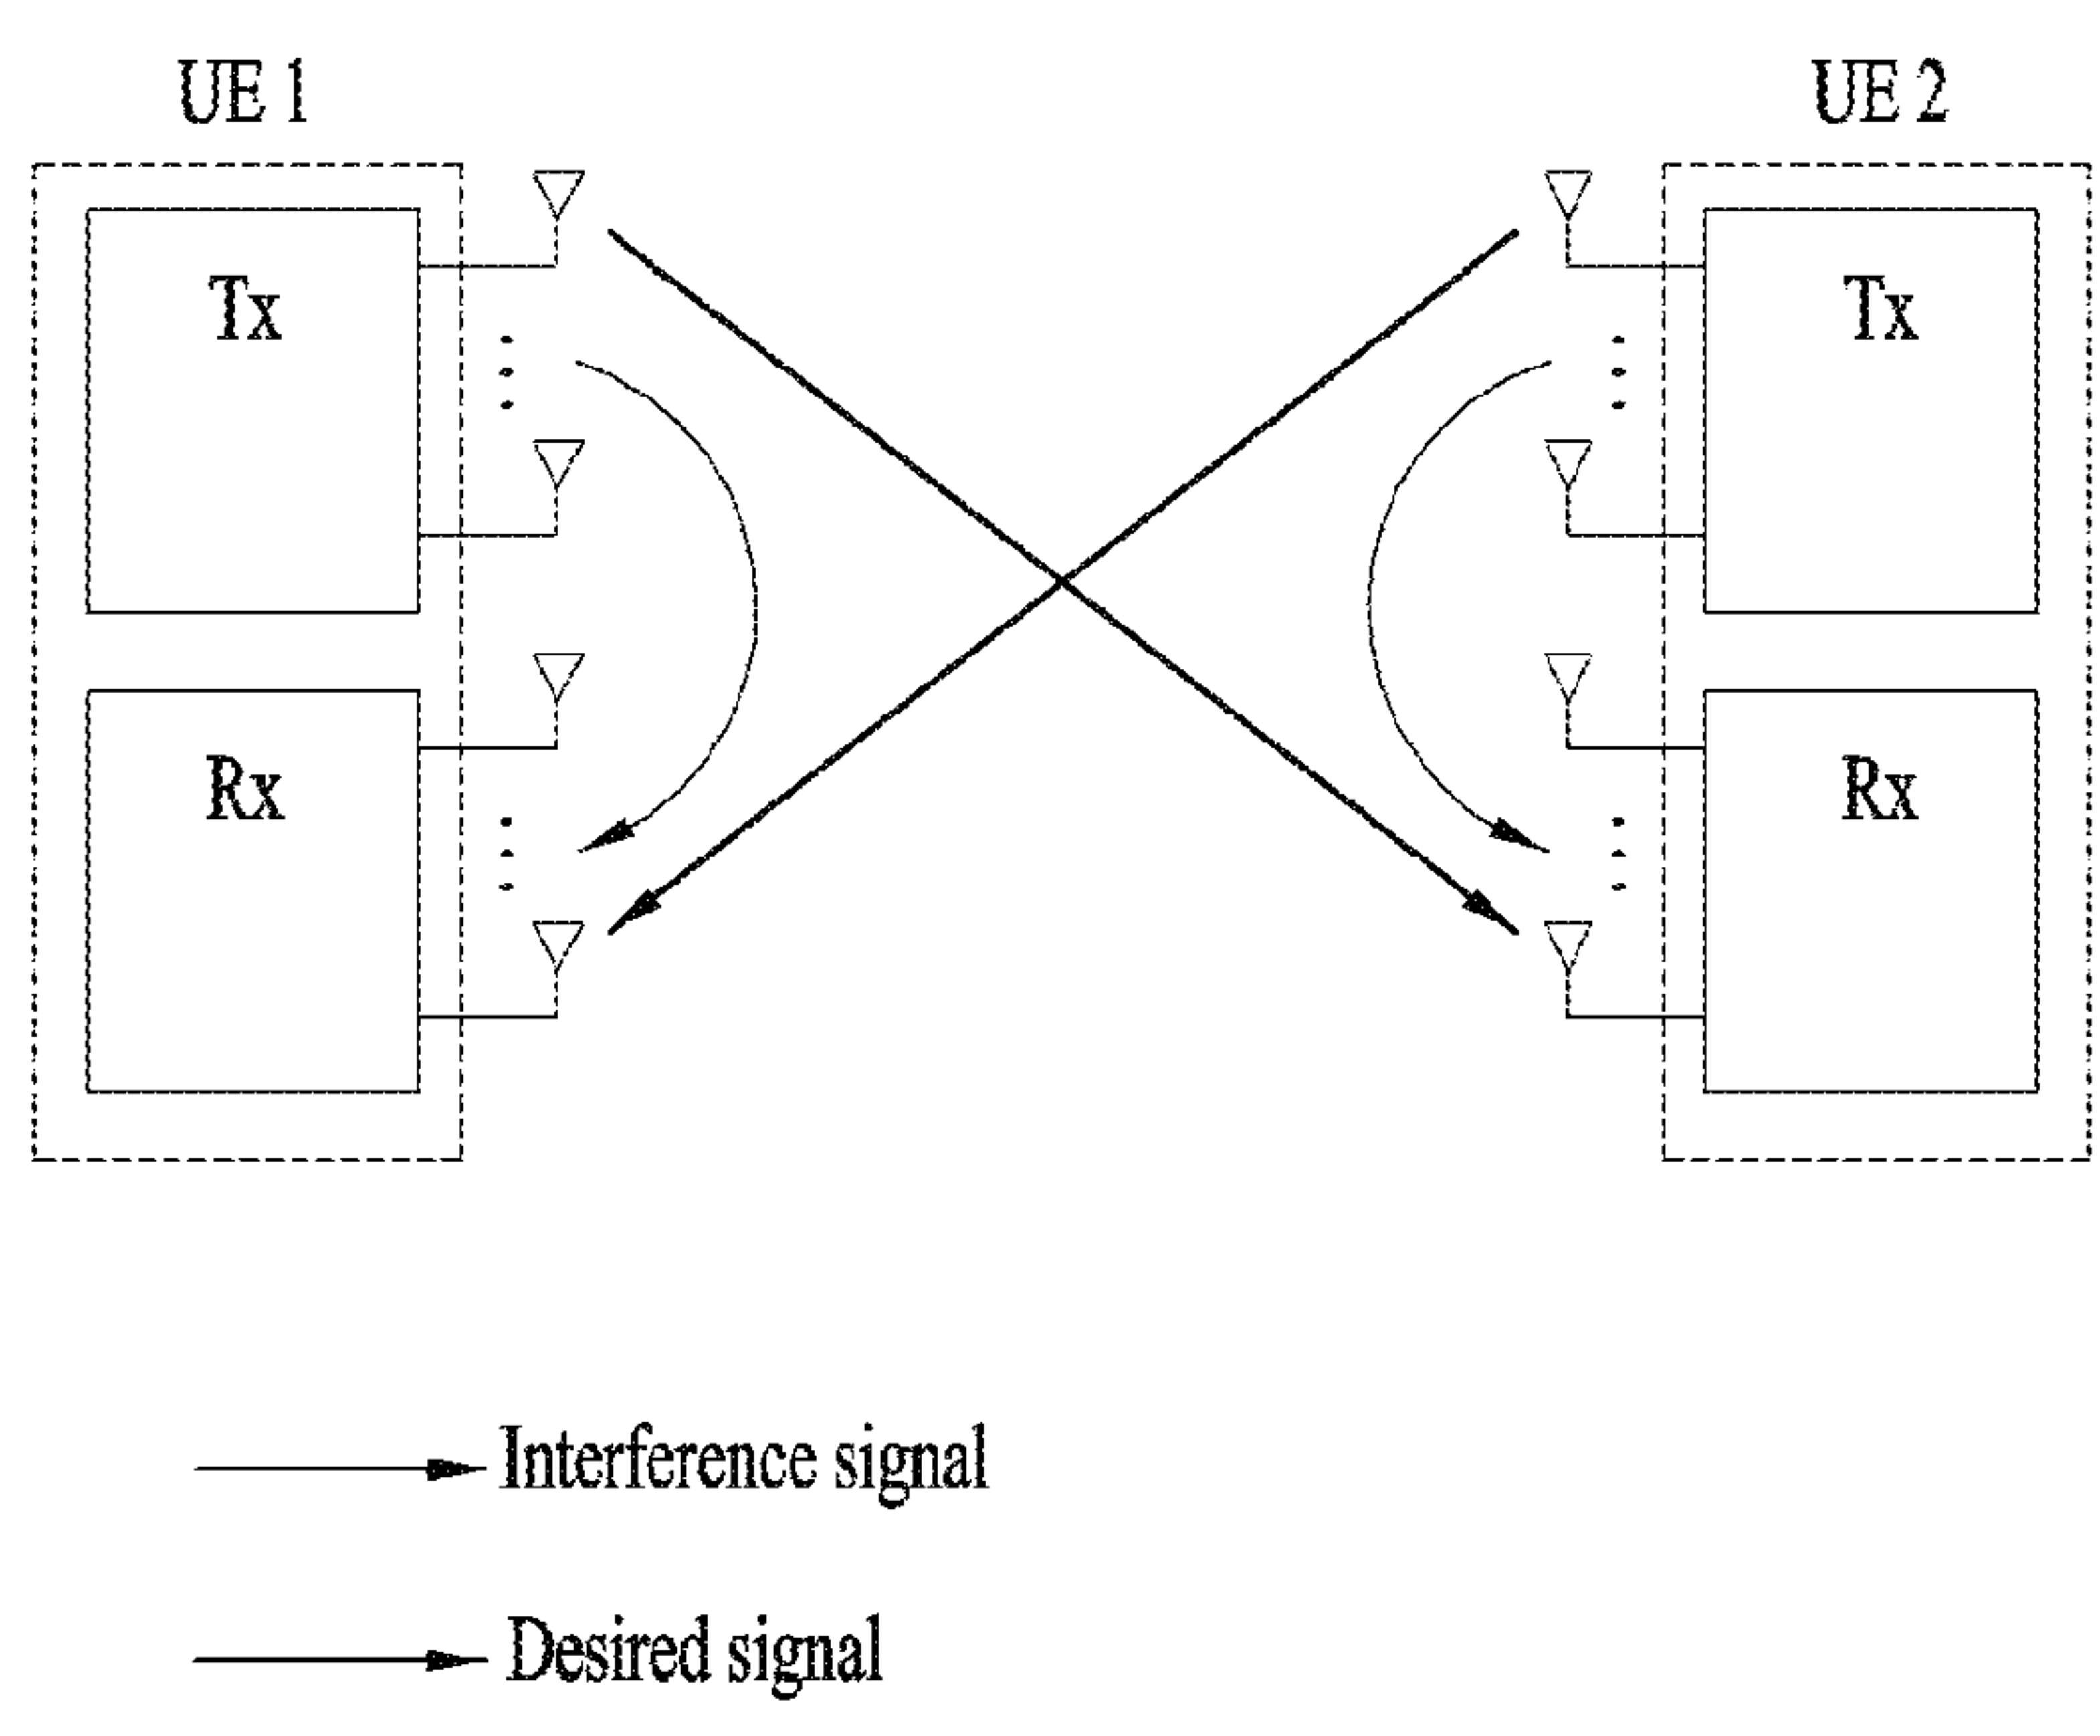 UE 1
UE 2
Tx
Tx
Rx
Rx
Interference signal
Desired signal